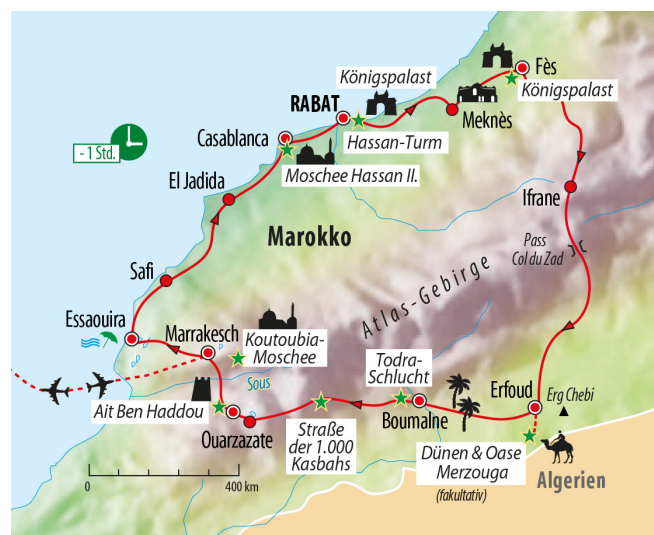 Königspalast
Fès
Königspalast
RABAT
Meknès
Hassan-Turm
Casablanca
- 1 Std.
Moschee Hassan II.
El Jadida
Ifrane
Marokko
Pass
Col du Zad
Atlas-Gebirge
Safi
Essaouira
Marrakesch
Koutoubia-
Moschee
Todra-
Schlucht
Sous
Erfoud
Erg Chebi
Ait Ben Haddou
Boumalne
Ouarzazate
Straße
der 1.000
Kasbahs
Dünen & Oase
Merzouga
(fakultativ)
Algerien
0
400 km